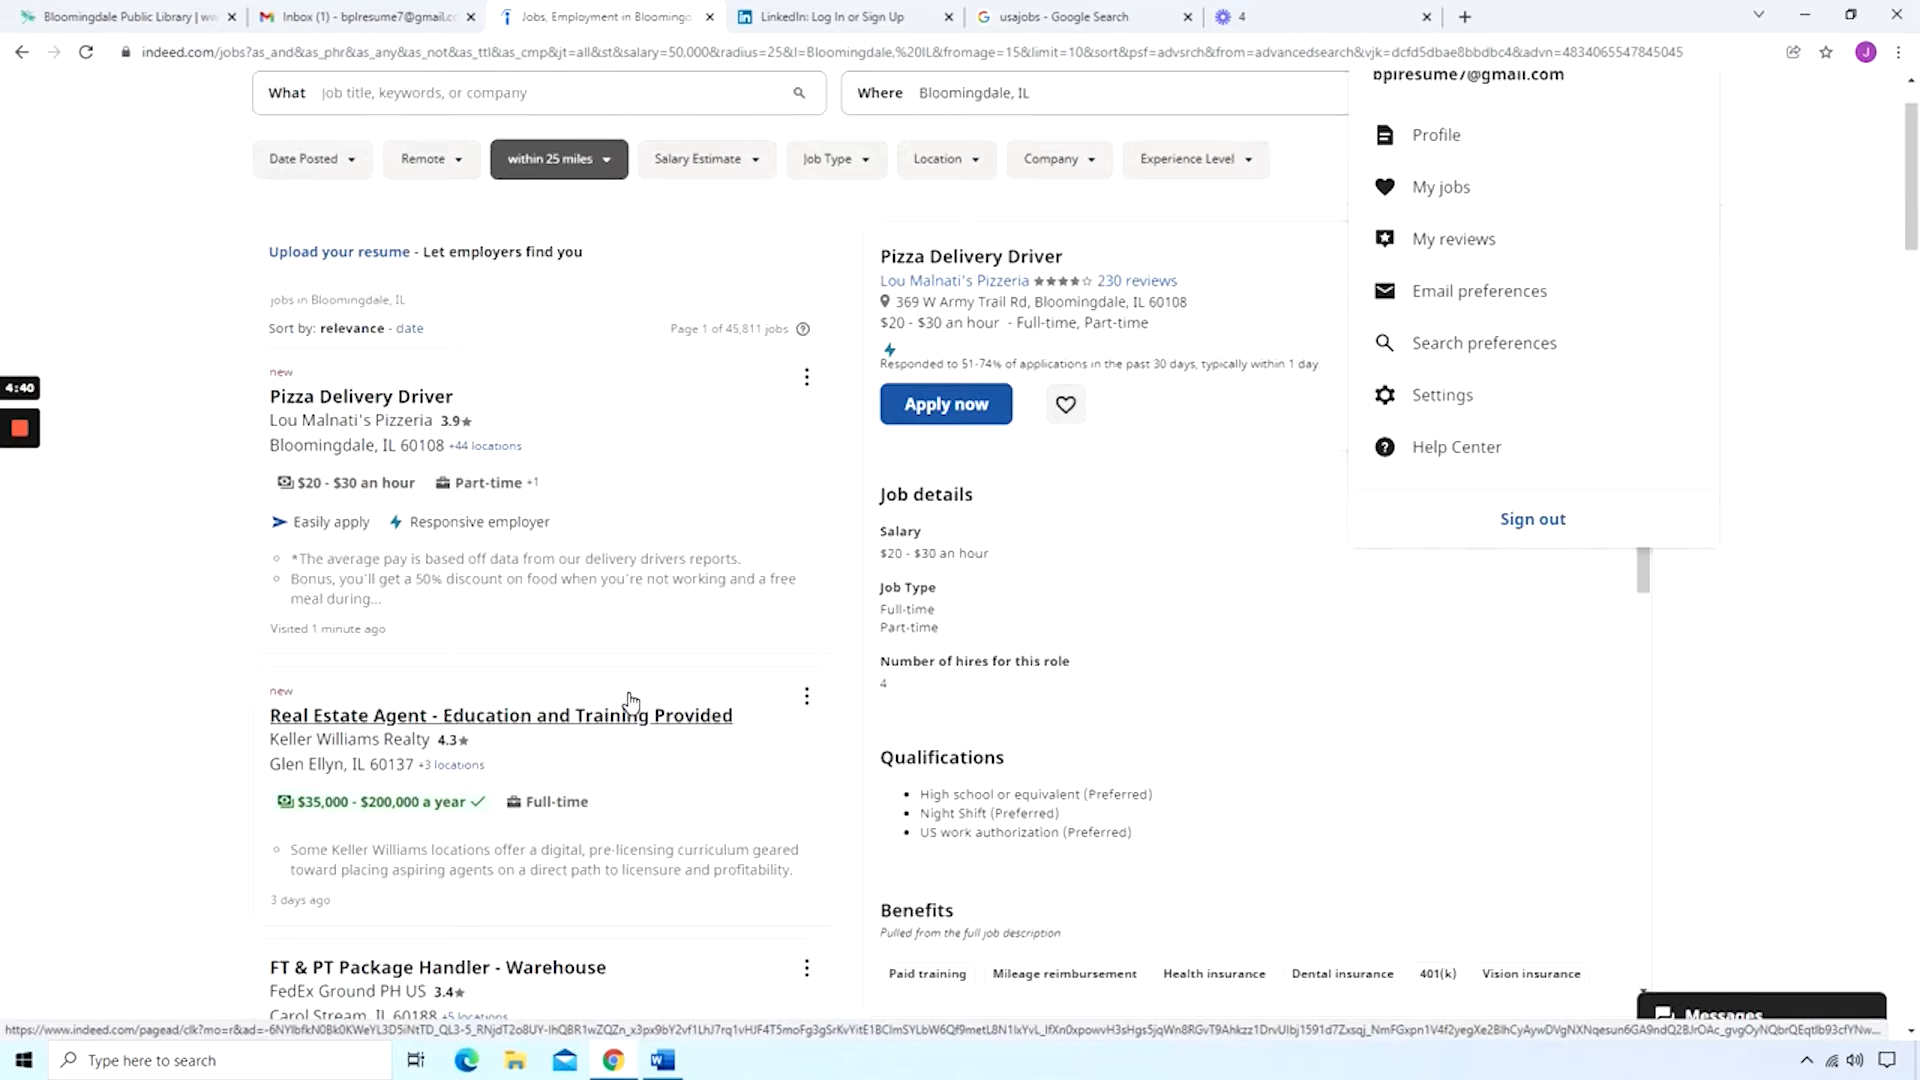 Bloomingdale Public Library | ww
Inbox (1) - bplresume7@gmail.co
Jobs, Employment in Bloomingd
LinkedIn: Log In or Sign Up
usajobs - Google Search
4
indeed.com/jobs?as_and&as_phr&as_any&as_not&as_ttl&as_cmp&jt=all&st&salary=50,000&radius=25&l=Bloomingdale,%20IL&fromage=15&limit=10&sort&psf=advsrch&from=advancedsearch&vjk=dcfd5dbae8bbdbc4&advn=4834065547845045
J
bplresume7@gmail.com
What Job title, keywords, or company
Where Bloomingdale, IL
Date Posted
Remote
within 25 miles
Salary Estimate
Job Type
Location
Company
Experience Level
Profile
My jobs
My reviews
Email preferences
Search preferences
Settings
Help Center
Sign out
Upload your resume - Let employers find you
jobs in Bloomingdale, IL
Sort by: relevance - date
Page 1 of 45,811 jobs
new
Pizza Delivery Driver
Lou Malnati's Pizzeria 3.9★
Bloomingdale, IL 60108 +44 locations
$20 - $30 an hour Part-time +1
Easily apply Responsive employer
*The average pay is based off data from our delivery drivers reports.
Bonus, you'll get a 50% discount on food when you're not working and a free
meal during...
Visited 1 minute ago
new
Real Estate Agent - Education and Training Provided
Keller Williams Realty 4.3★
Glen Ellyn, IL 60137 +3 locations
$35,000 - $200,000 a year Full-time
Some Keller Williams locations offer a digital, pre-licensing curriculum geared
toward placing aspiring agents on a direct path to licensure and profitability.
3 days ago
FT & PT Package Handler - Warehouse
FedEx Ground PH US 3.4★
Carol Stream, IL 60188 +5 locations
Pizza Delivery Driver
Lou Malnati's Pizzeria ★★★★☆ 230 reviews
369 W Army Trail Rd, Bloomingdale, IL 60108
$20 - $30 an hour - Full-time, Part-time
Responded to 51-74% of applications in the past 30 days, typically within 1 day
Apply now
Job details
Salary
$20 - $30 an hour
Job Type
Full-time
Part-time
Number of hires for this role
4
Qualifications
High school or equivalent (Preferred)
Night Shift (Preferred)
US work authorization (Preferred)
Benefits
Pulled from the full job description
Paid training
Mileage reimbursement
Health insurance
Dental insurance
401(k)
Vision insurance
Messages
4:40
Type here to search